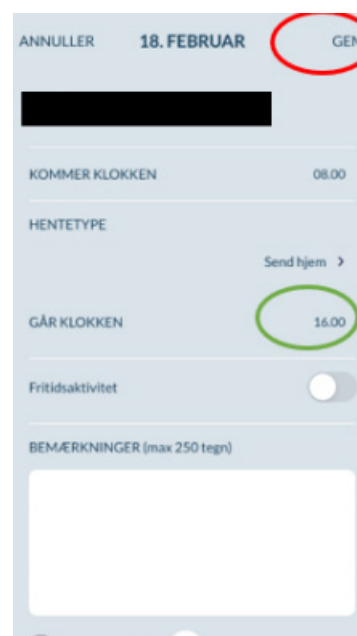 ANNULLER 18. FEBRUAR GEM
KOMMER KLOKKEN 08.00
HENTETYPE
Send hjem >
GÅR KLOKKEN 16.00
Fritidsaktivitet
BEMÆRKNINGER (max 250 tegn)